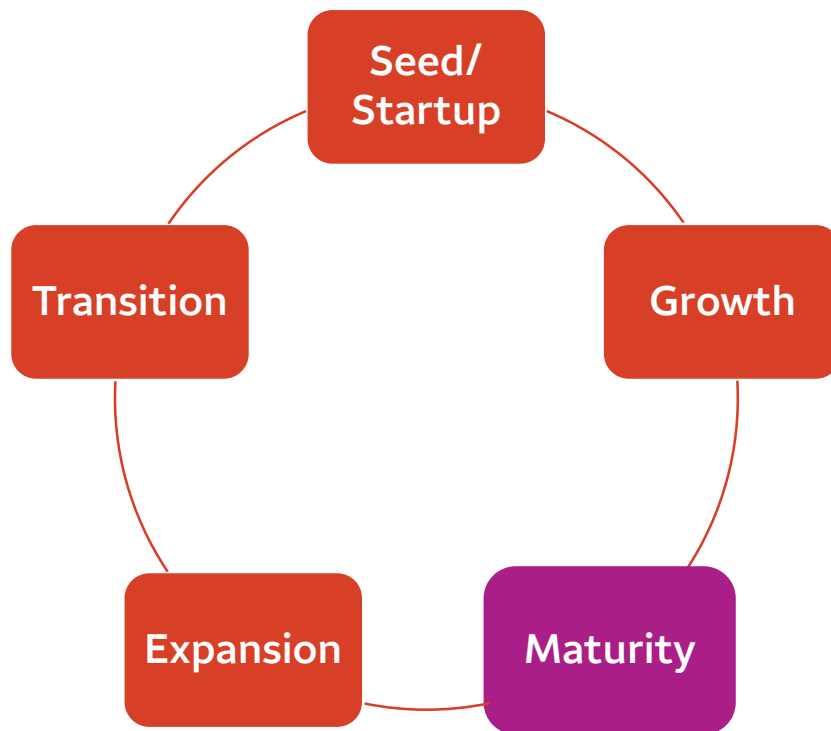 Seed/
Startup
Transition
Growth
Expansion
Maturity